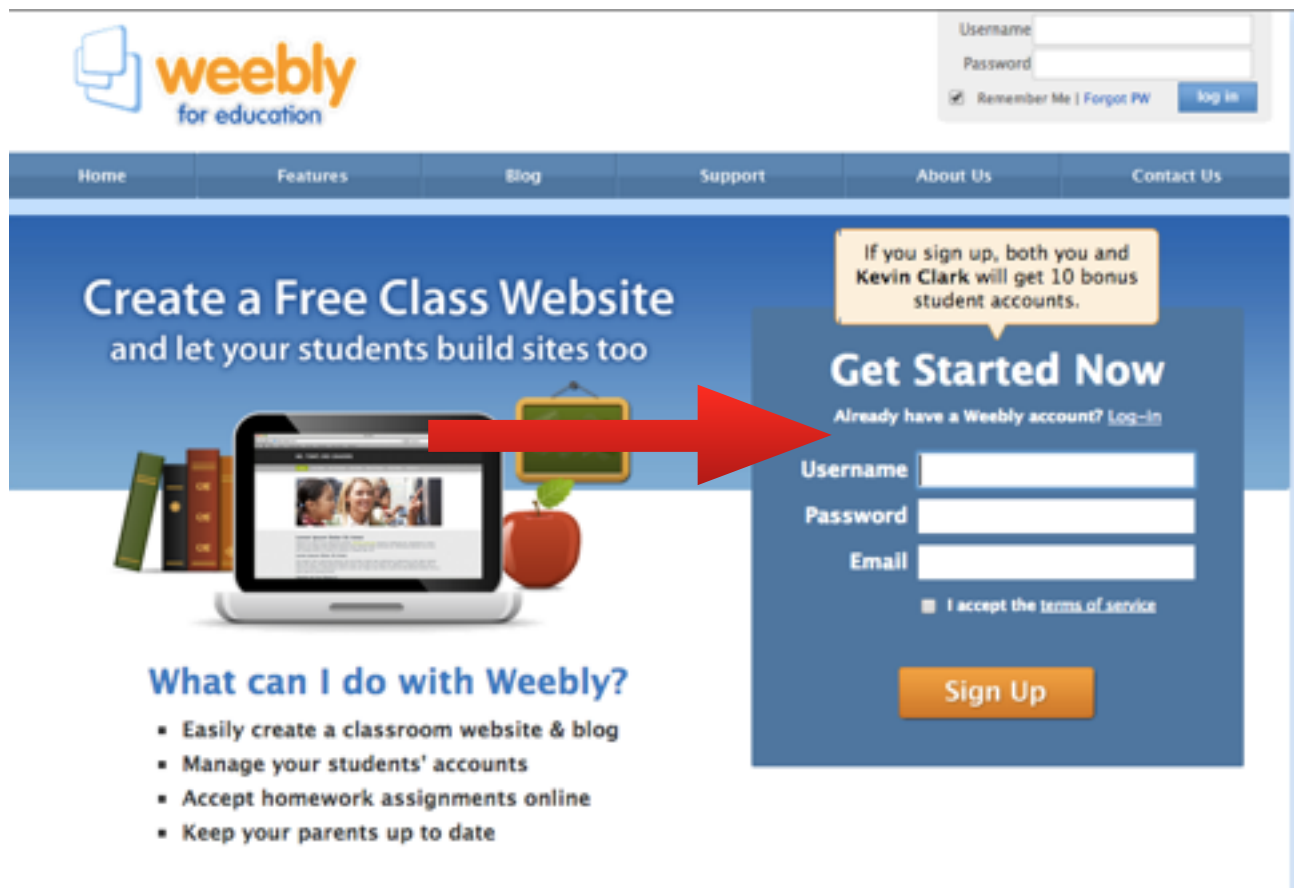 weebly
for education
Username
Password
Remember Me | Forgot PW log in
Home Features Blog Support About Us Contact Us
If you sign up, both you and
Kevin Clark will get 10 bonus
student accounts.
Create a Free Class Website
and let your students build sites too
Get Started Now
Already have a Weebly account? Log-in
Username
Password
Email
I accept the terms of service
Sign Up
What can I do with Weebly?
▪ Easily create a classroom website & blog
▪ Manage your students' accounts
▪ Accept homework assignments online
▪ Keep your parents up to date